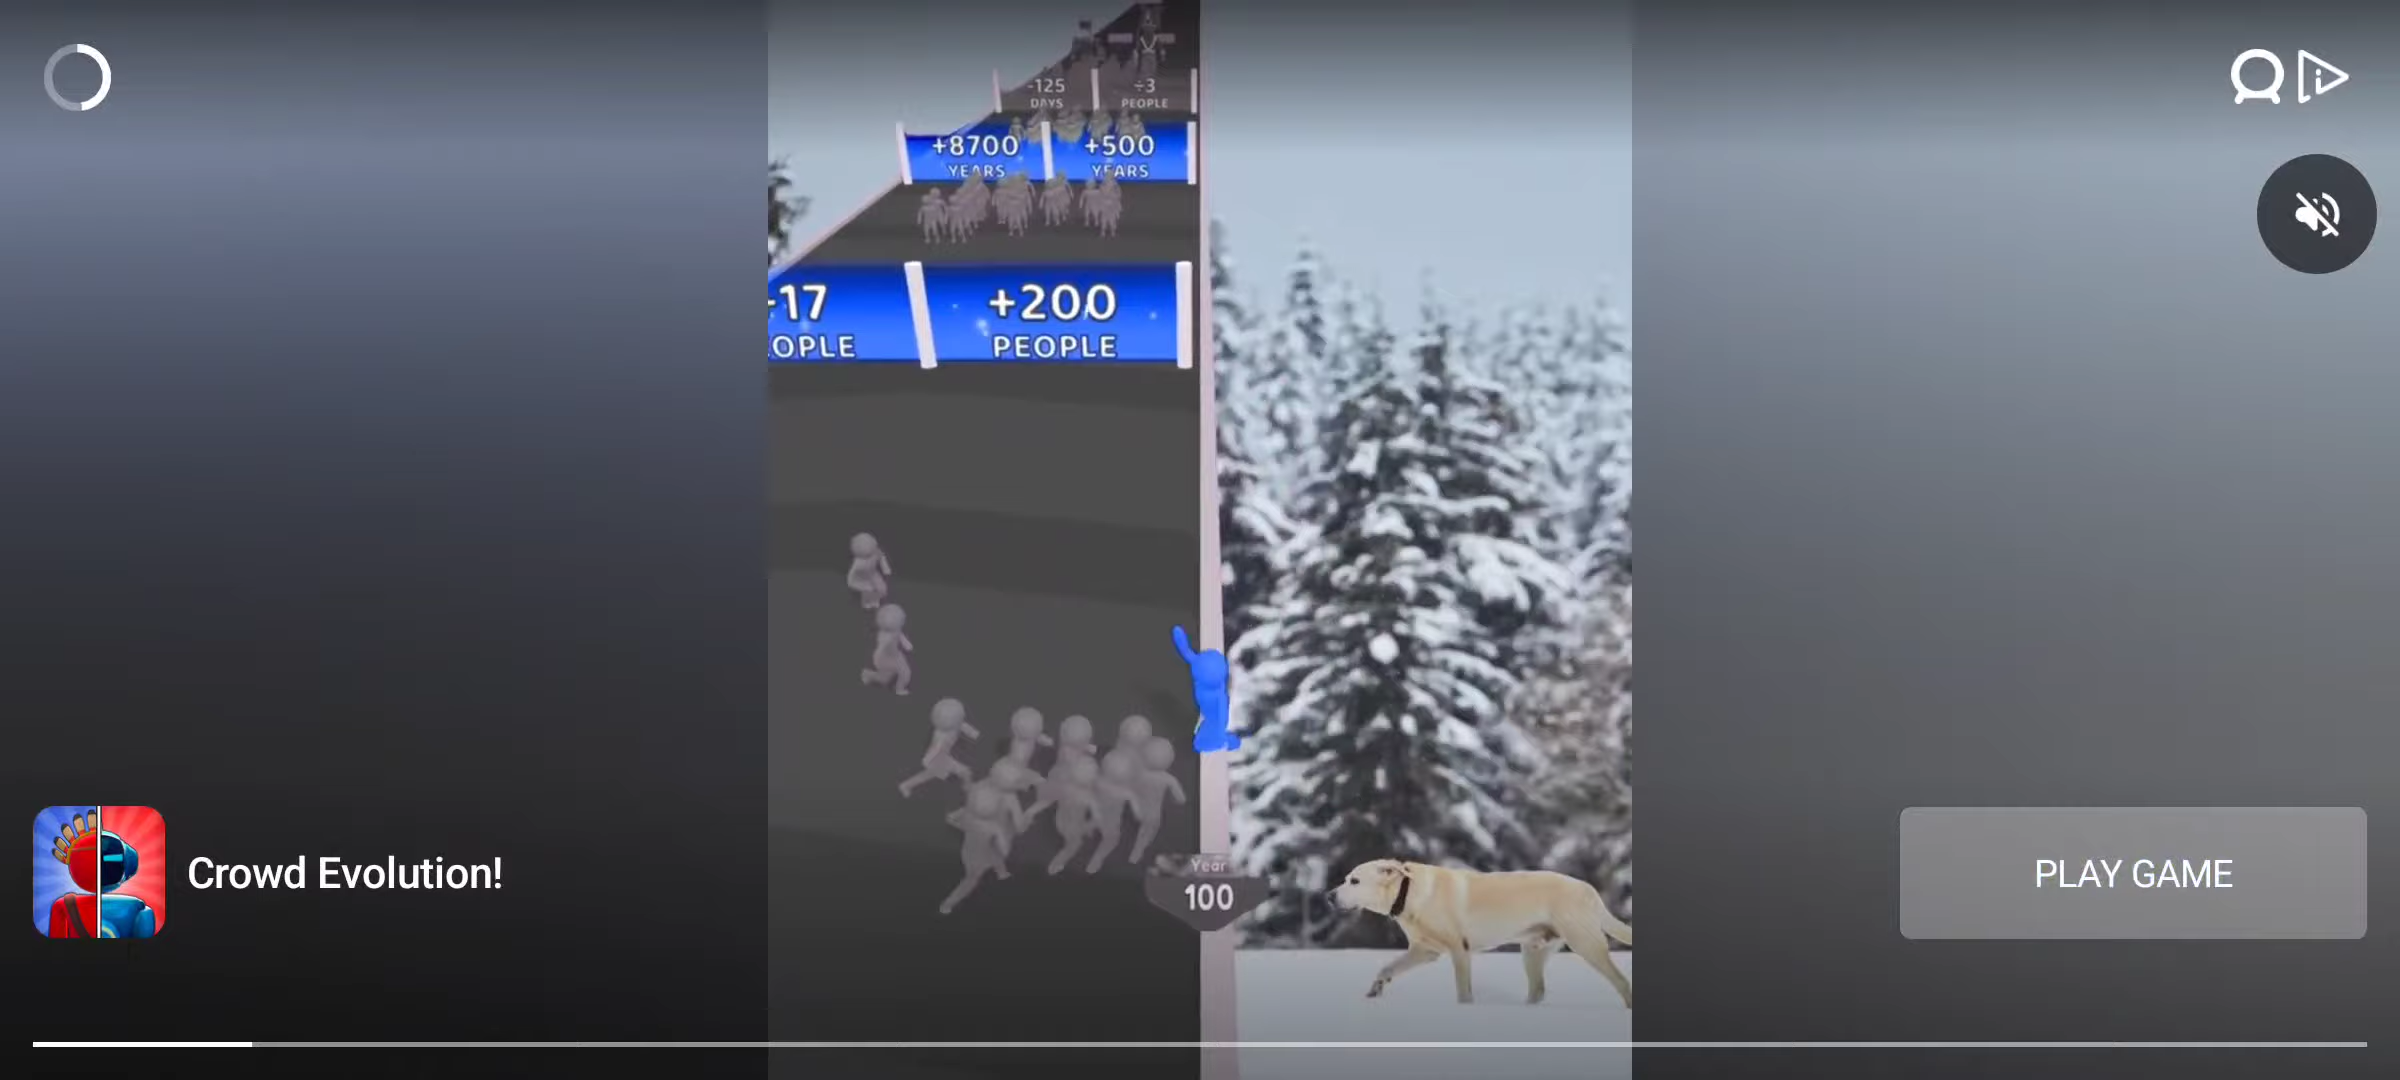 -125
DAYS
÷3
PEOPLE
+8700
YEARS
+500
YEARS
-17
OPLE
+200
PEOPLE
Year
100
Crowd Evolution!
PLAY GAME